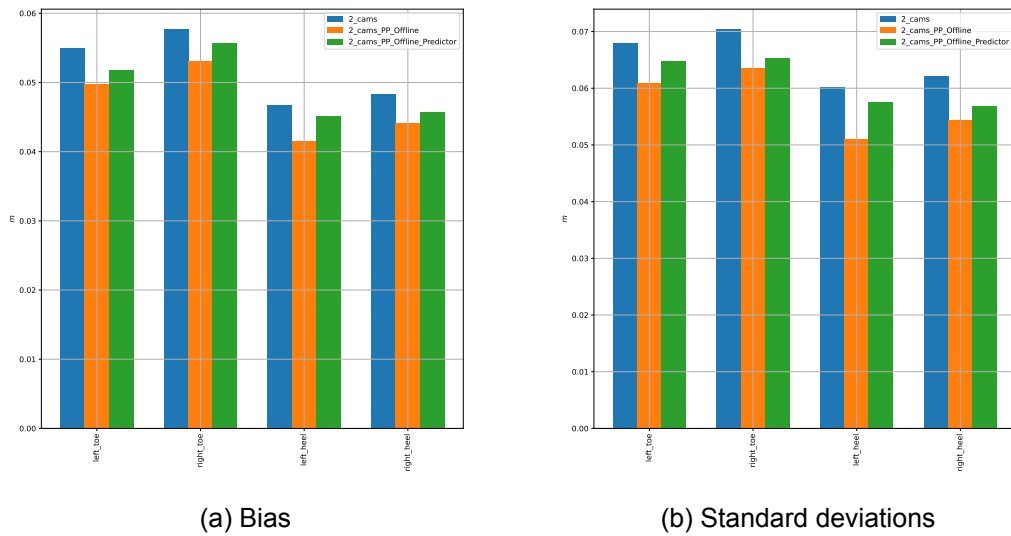 0.06
0.05
0.04
0.03
0.02
0.01
0.00
m
2_cams
2_cams_PP_Offline
2_cams_PP_Offline_Predictor
left_toe
right_toe
left_heel
right_heel
(a) Bias
0.07
0.06
0.05
0.04
0.03
0.02
0.01
0.00
m
2_cams
2_cams_PP_Offline
2_cams_PP_Offline_Predictor
left_toe
right_toe
left_heel
right_heel
(b) Standard deviations